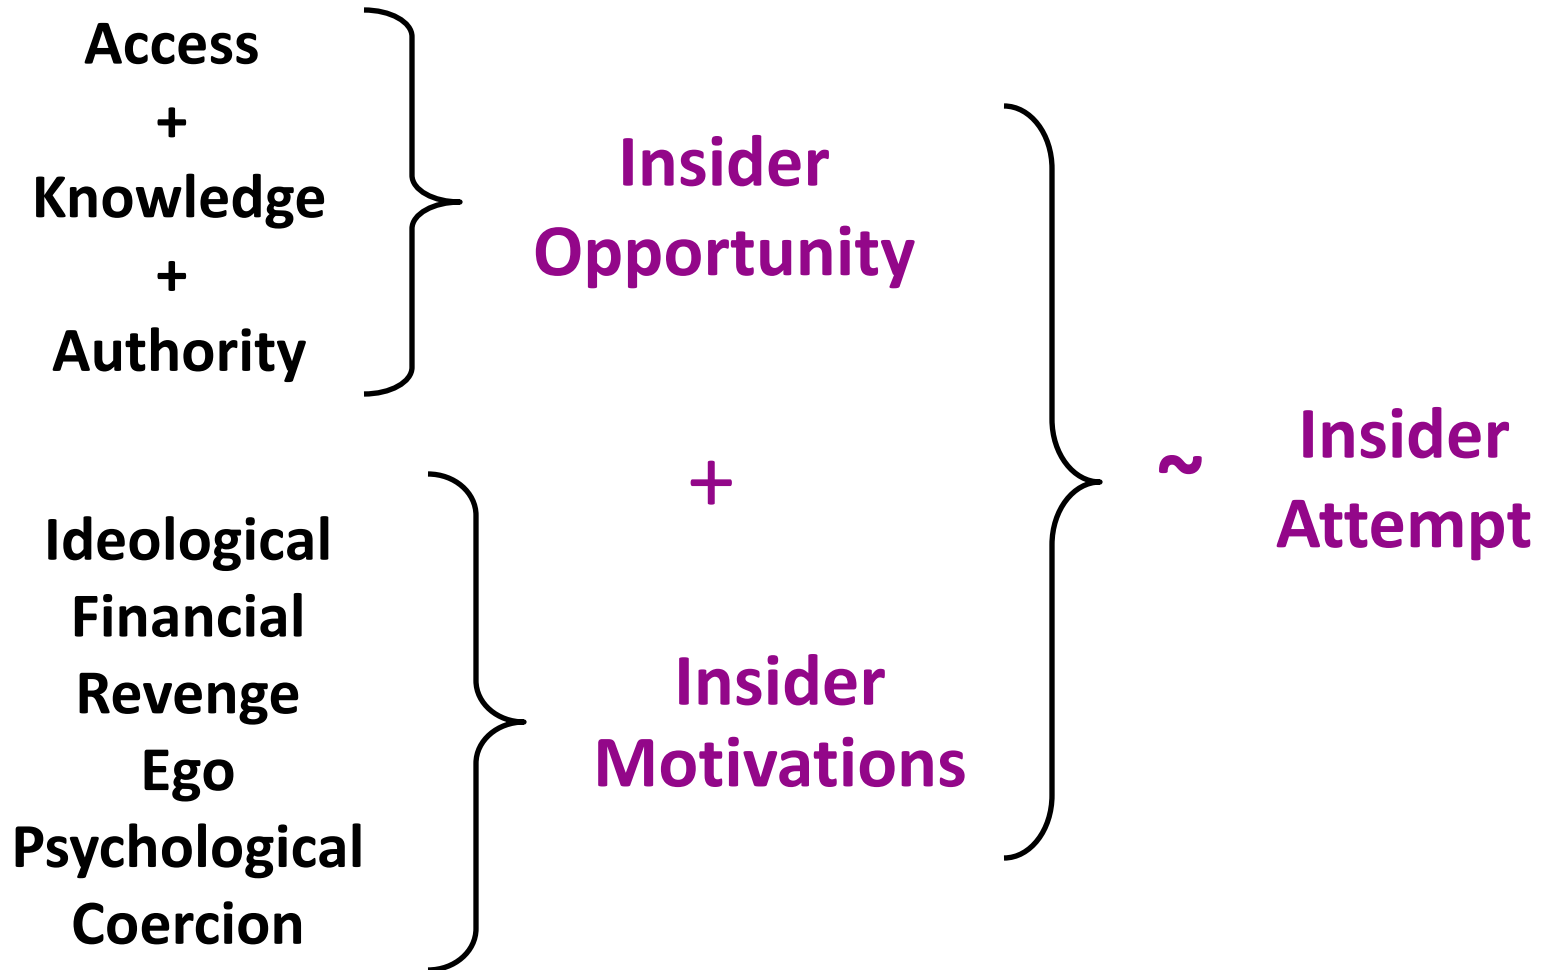 Access
+
Knowledge
+
Authority
Insider
Opportunity
+
Ideological
Financial
Revenge
Ego
Psychological
Coercion
Insider
Motivations
~
Insider
Attempt